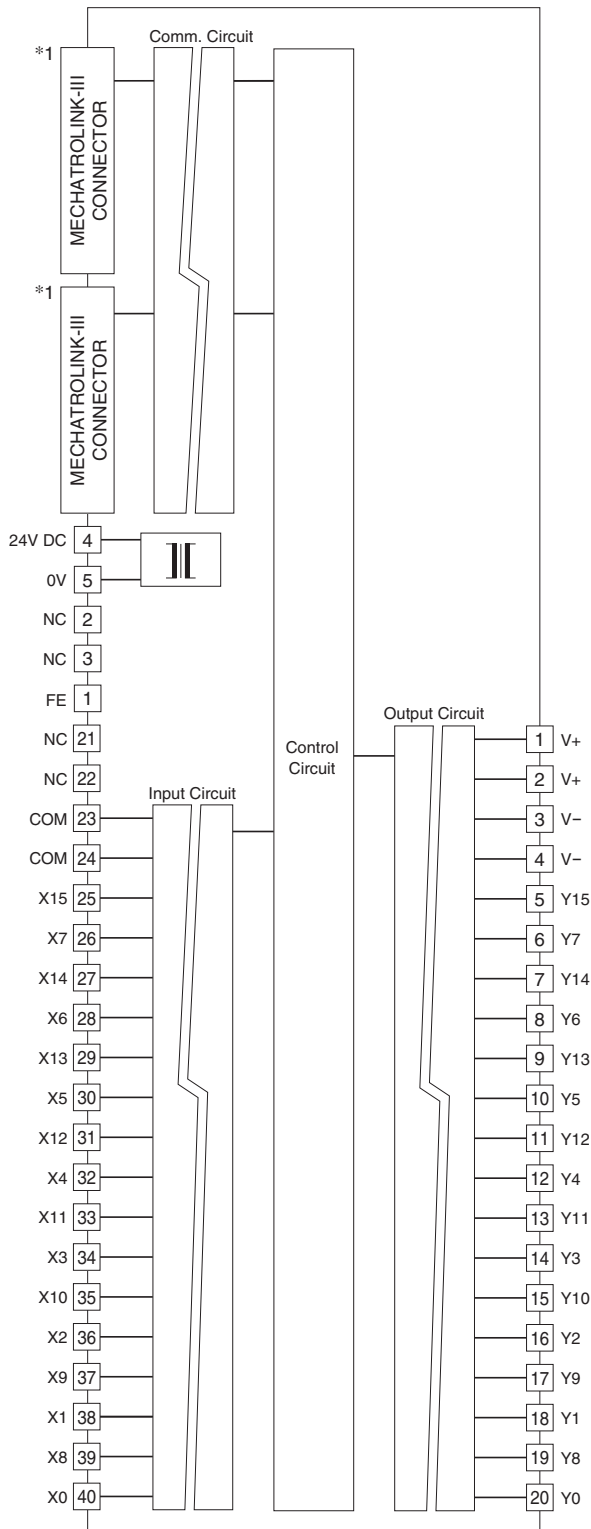 Comm. Circuit
*1
MECHATROLINK-III
CONNECTOR
*1
MECHATROLINK-III
CONNECTOR
24V DC 4
0V 5
NC 2
NC 3
FE 1
NC 21
NC 22
COM 23
COM 24
X15 25
X7 26
X14 27
X6 28
X13 29
X5 30
X12 31
X4 32
X11 33
X3 34
X10 35
X2 36
X9 37
X1 38
X8 39
X0 40
Input Circuit
Control
Circuit
Output Circuit
1 V+
2 V+
3 V−
4 V−
5 Y15
6 Y7
7 Y14
8 Y6
9 Y13
10 Y5
11 Y12
12 Y4
13 Y11
14 Y3
15 Y10
16 Y2
17 Y9
18 Y1
19 Y8
20 Y0